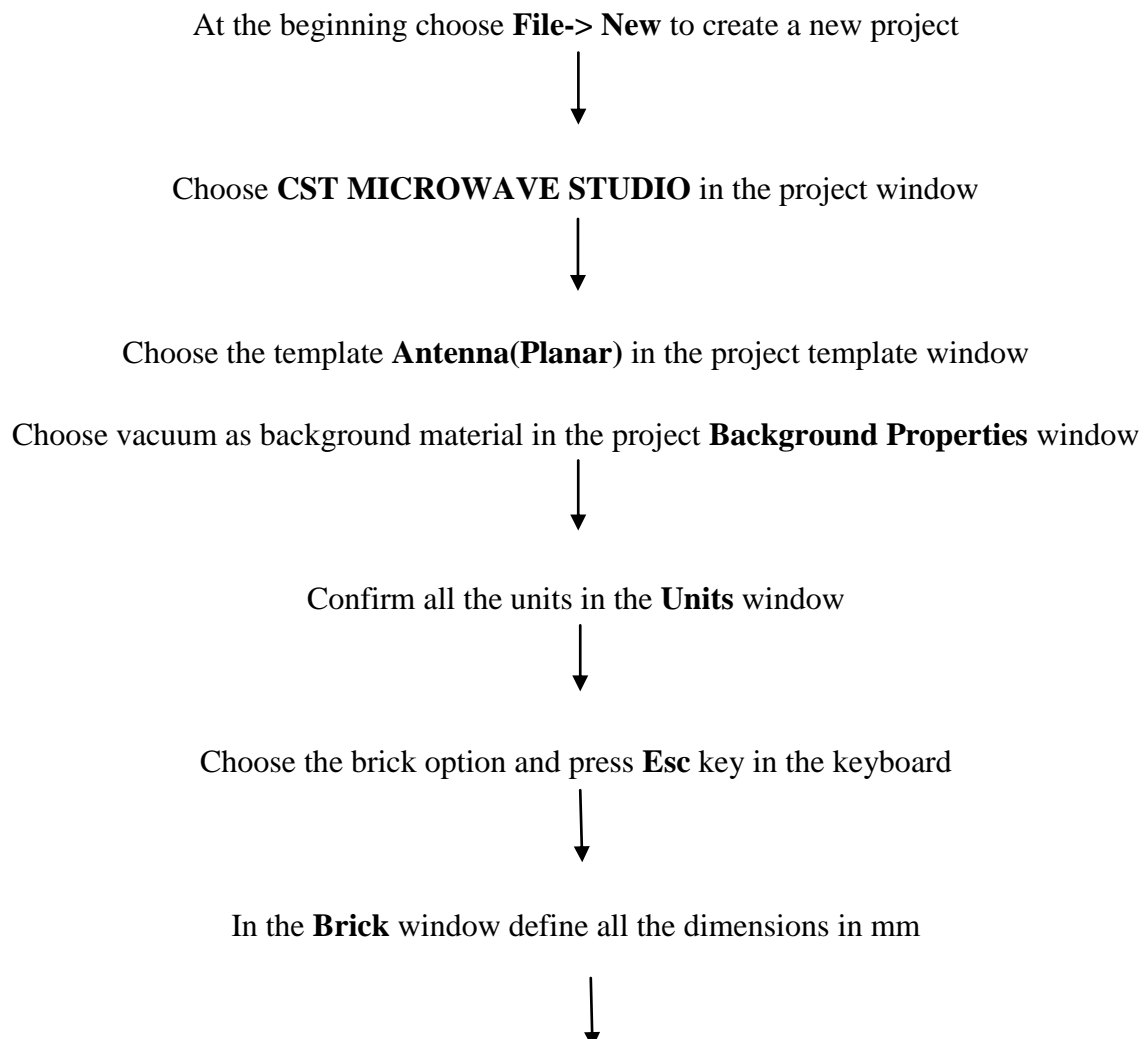 At the beginning choose File-> New to create a new project
Choose CST MICROWAVE STUDIO in the project window
Choose the template Antenna(Planar) in the project template window
Choose vacuum as background material in the project Background Properties window
Confirm all the units in the Units window
Choose the brick option and press Esc key in the keyboard
In the Brick window define all the dimensions in mm